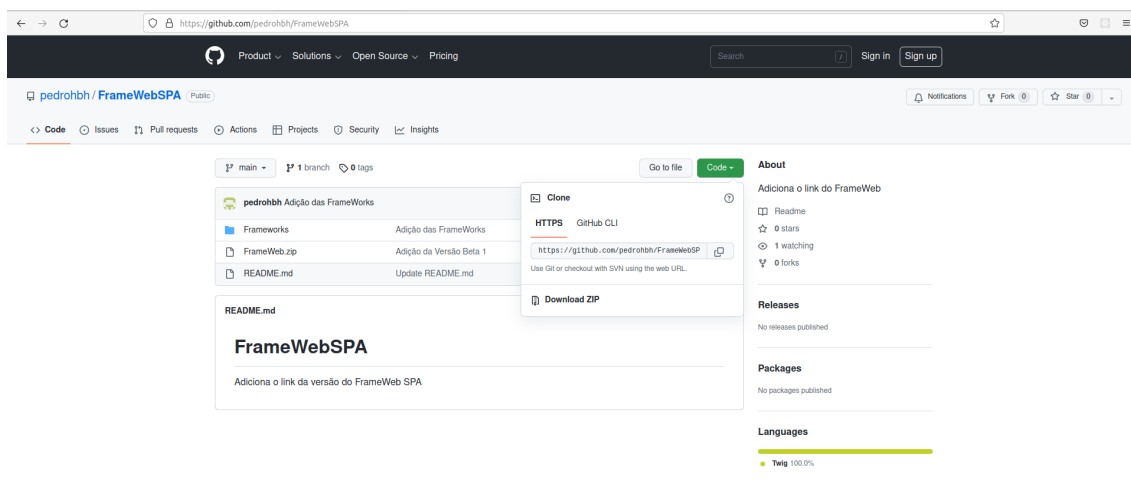 https://github.com/pedrohbh/FrameWebSPA
Product Solutions Open Source Pricing Search / Sign in Sign up
pedrohbh / FrameWebSPA Public Notifications Fork 0 Star 0
Code Issues Pull requests Actions Projects Security Insights
main 1 branch 0 tags Go to file Code
pedrohbh Adição das FrameWorks
Frameworks Adição das FrameWorks
FrameWeb.zip Adição da Versão Beta 1
README.md Update README.md
Clone
HTTPS GitHub CLI
https://github.com/pedrohbh/FrameWebSP
Use Git or checkout with SVN using the web URL.
Download ZIP
README.md
FrameWebSPA
Adiciona o link da versão do FrameWeb SPA
About
Adiciona o link do FrameWeb
Readme
0 stars
1 watching
0 forks
Releases
No releases published
Packages
No packages published
Languages
Twig 100.0%